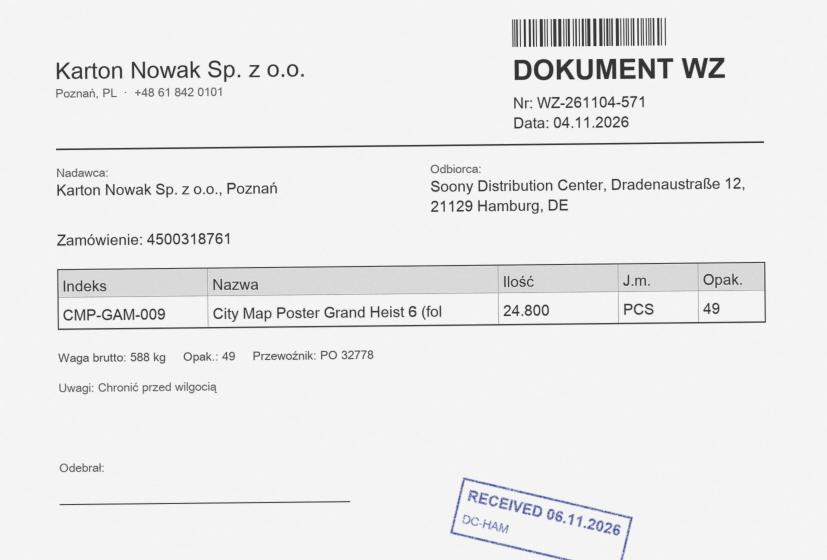 Karton Nowak Sp. z o.o.
Poznań, PL · +48 61 842 0101
DOKUMENT WZ
Nr: WZ-261104-571
Data: 04.11.2026
Nadawca:
Karton Nowak Sp. z o.o., Poznań
Odbiorca:
Soony Distribution Center, Dradenaustraße 12,
21129 Hamburg, DE
Zamówienie: 4500318761
Indeks Nazwa Ilość J.m. Opak.
CMP-GAM-009 City Map Poster Grand Heist 6 (fol 24.800 PCS 49
Waga brutto: 588 kg Opak.: 49 Przewoźnik: PO 32778
Uwagi: Chronić przed wilgocią
Odebrał:
RECEIVED 06.11.2026
DC-HAM